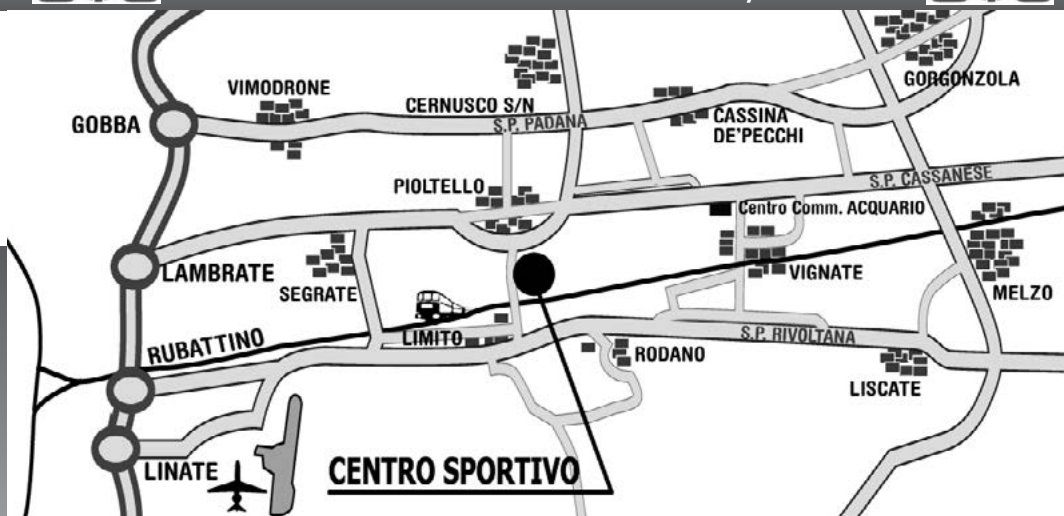 GORGONZOLA
VIMODRONE
CERNUSCO S/N
GOBBA
S.P. PADANA
CASSINA
DE'PECCHI
S.P. CASSANESE
PIOLTELLO
Centro Comm. ACQUARIO
LAMBRATE
SEGRATE
VIGNATE
MELZO
RUBATTINO
LIMITO
S.P. RIVOLTANA
RODANO
LISCATE
LINATE
CENTRO SPORTIVO